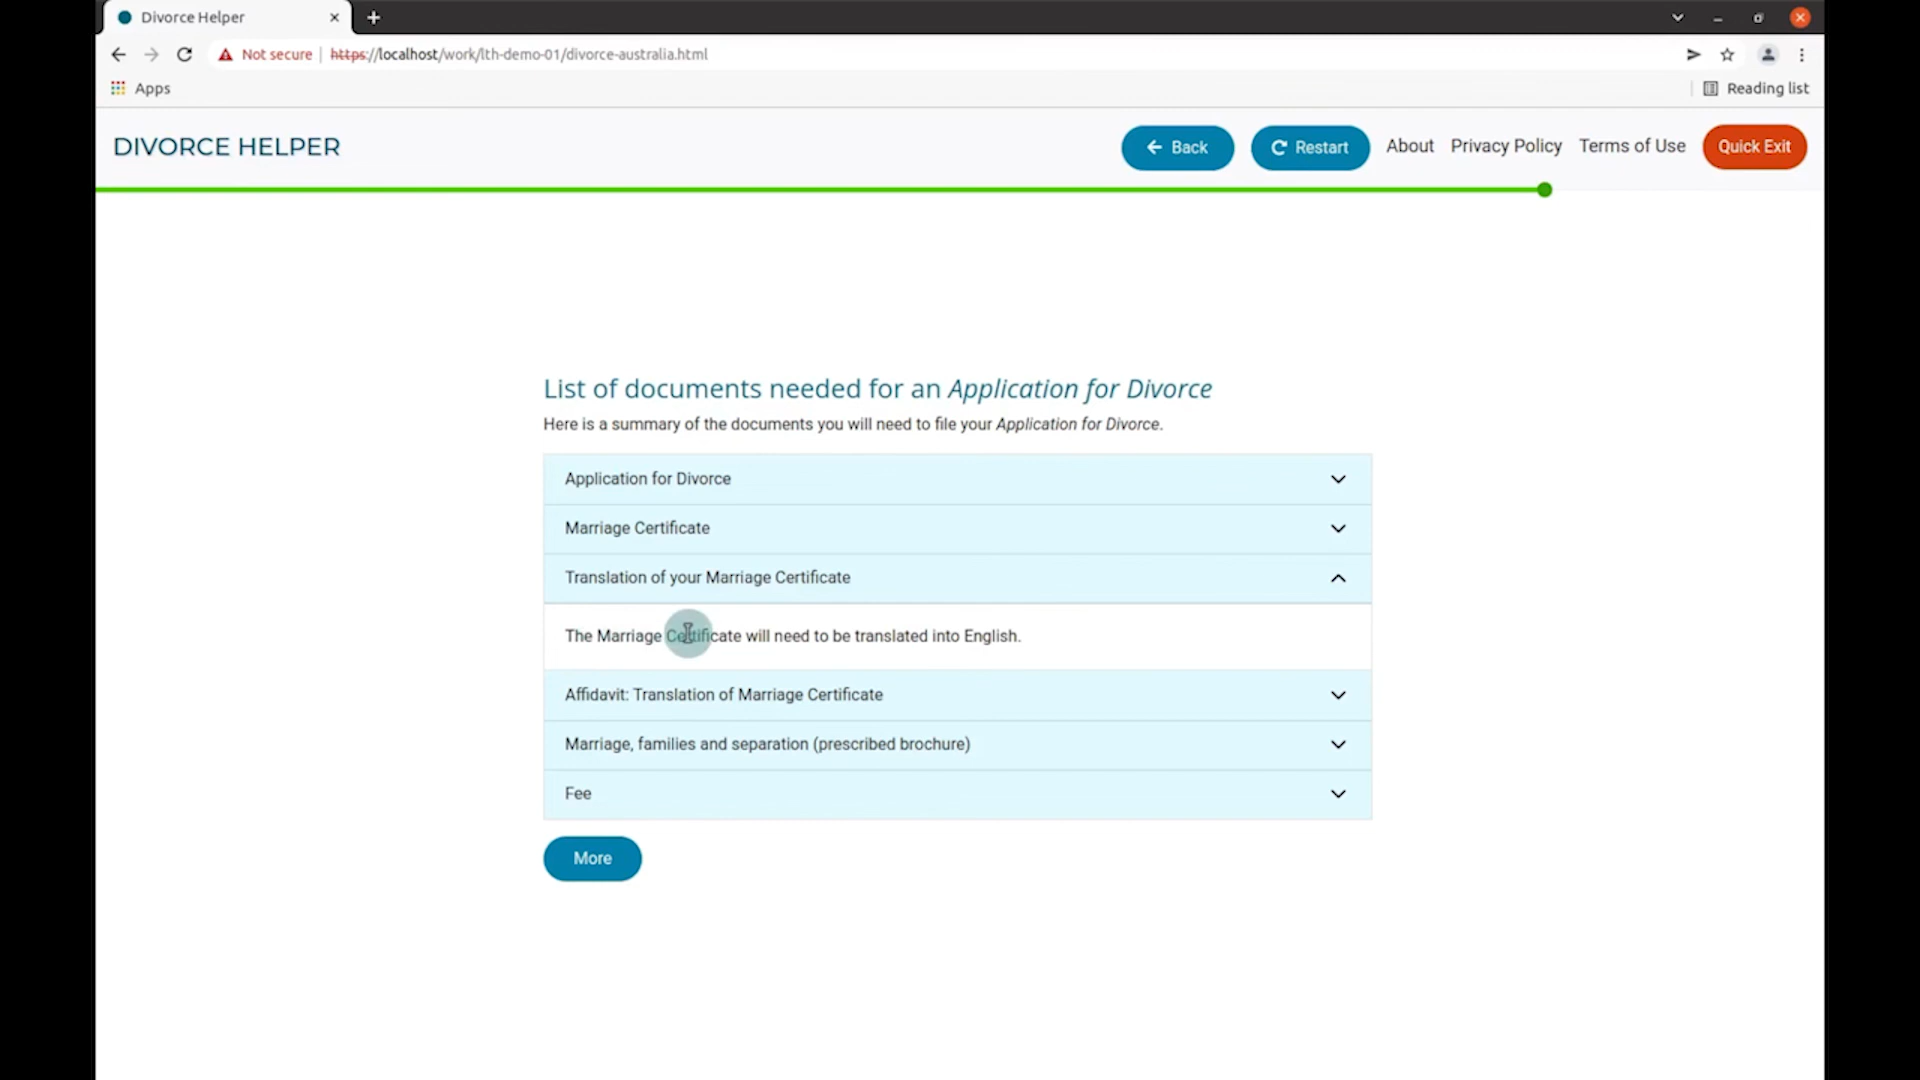 Divorce Helper
Not secure | https://localhost/work/lth-demo-01/divorce-australia.html
Apps
Reading list
DIVORCE HELPER
Back
Restart
About
Privacy Policy
Terms of Use
Quick Exit
List of documents needed for an Application for Divorce
Here is a summary of the documents you will need to file your Application for Divorce.
Application for Divorce
Marriage Certificate
Translation of your Marriage Certificate
The Marriage Certificate will need to be translated into English.
Affidavit: Translation of Marriage Certificate
Marriage, families and separation (prescribed brochure)
Fee
More